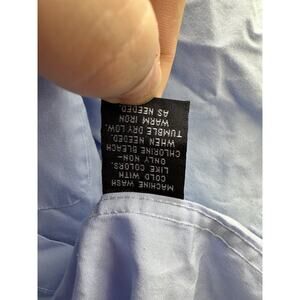 MACHINE WASH
COLD WITH
LIKE COLORS.
ONLY NON-
CHLORINE BLEACH
WHEN NEEDED.
TUMBLE DRY LOW.
WARM IRON
AS NEEDED.